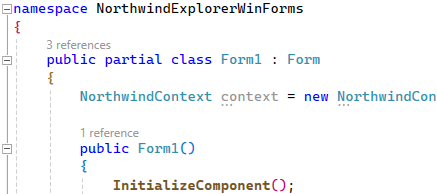 namespace NorthwindExplorerWinForms
{
3 references
public partial class Form1 : Form
{
NorthwindContext context = new NorthwindCon
1 reference
public Form1()
{
InitializeComponent();